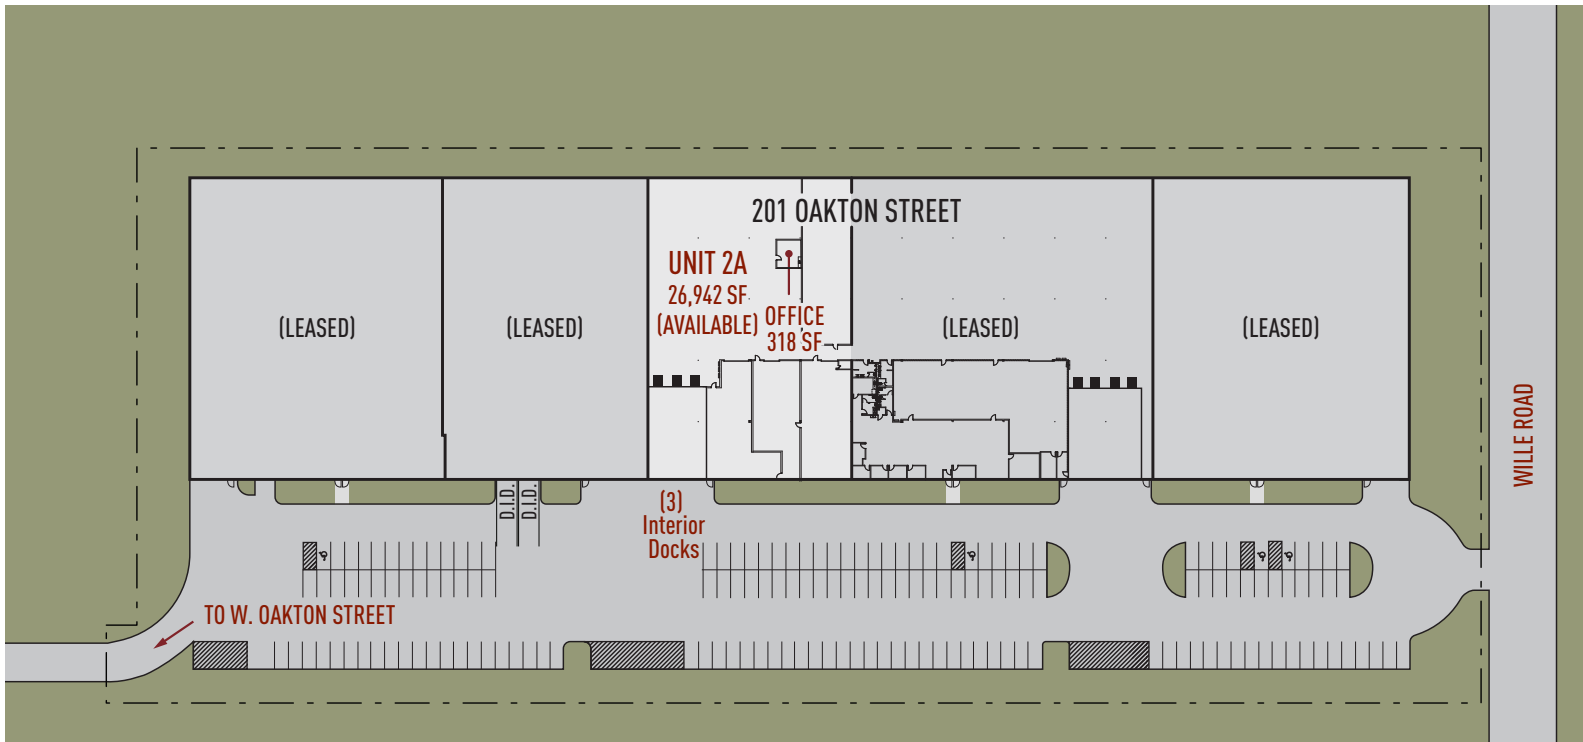 201 OAKTON STREET
UNIT 2A
26,942 SF
(AVAILABLE)
OFFICE
318 SF
(LEASED)
(LEASED)
(LEASED)
(LEASED)
WILLE ROAD
D.I.D.
D.I.D.
(3)
Interior
Docks
TO W. OAKTON STREET